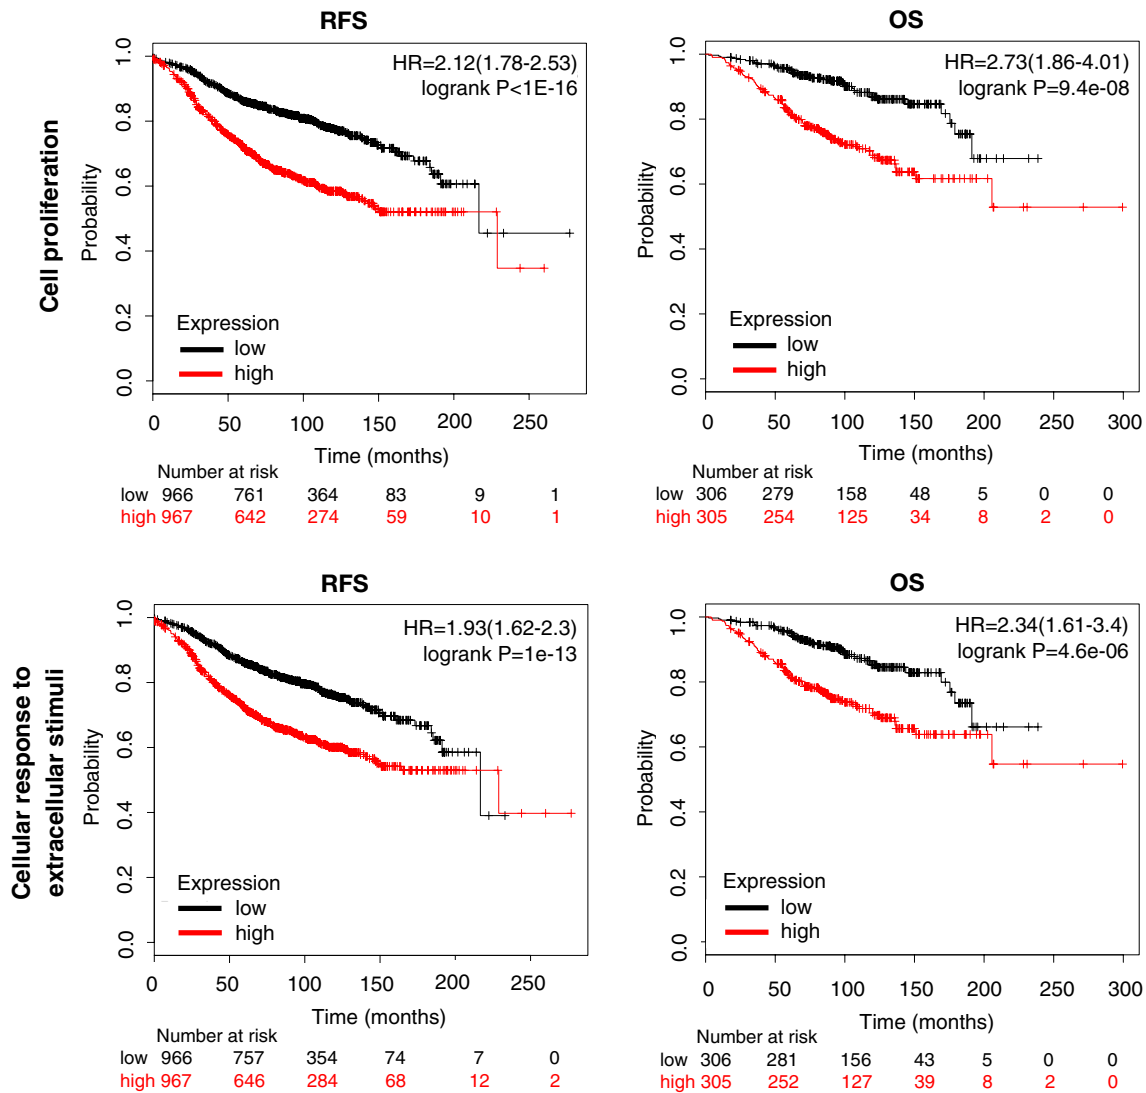 RFS
Cell proliferation
Probability
1.0
0.8
0.6
0.4
0.2
0.0
HR=2.12(1.78-2.53)
logrank P<1E-16
Expression
low
high
0 50 100 150 200 250
Time (months)
Number at risk
low 966 761 364 83 9 1
high 967 642 274 59 10 1
OS
Probability
1.0
0.8
0.6
0.4
0.2
0.0
HR=2.73(1.86-4.01)
logrank P=9.4e-08
Expression
low
high
0 50 100 150 200 250 300
Time (months)
Number at risk
low 306 279 158 48 5 0 0
high 305 254 125 34 8 2 0
RFS
Cellular response to
extracellular stimuli
Probability
1.0
0.8
0.6
0.4
0.2
0.0
HR=1.93(1.62-2.3)
logrank P=1e-13
Expression
low
high
0 50 100 150 200 250
Time (months)
Number at risk
low 966 757 354 74 7 0
high 967 646 284 68 12 2
OS
Probability
1.0
0.8
0.6
0.4
0.2
0.0
HR=2.34(1.61-3.4)
logrank P=4.6e-06
Expression
low
high
0 50 100 150 200 250 300
Time (months)
Number at risk
low 306 281 156 43 5 0 0
high 305 252 127 39 8 2 0